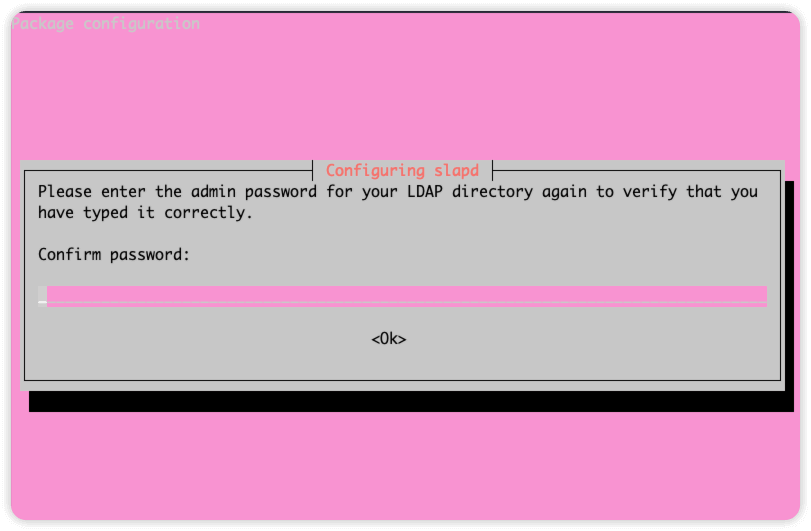 Package configuration
Configuring slapd
Please enter the admin password for your LDAP directory again to verify that you
have typed it correctly.
Confirm password:
<Ok>